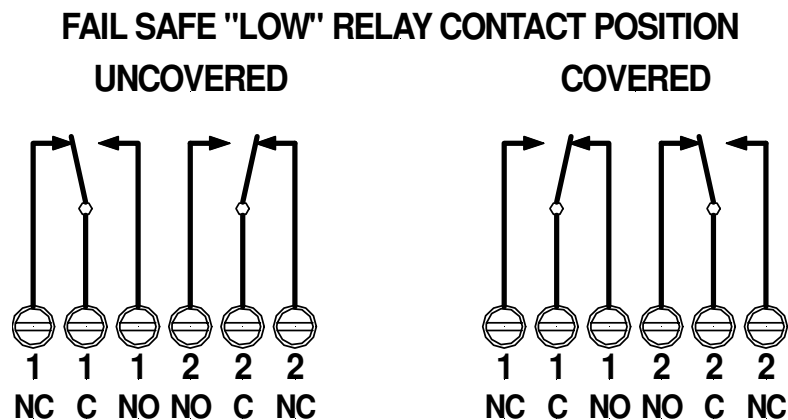 FAIL SAFE "LOW" RELAY CONTACT POSITION
UNCOVERED COVERED
1 1 1 2 2 2 1 1 1 2 2 2
NC C NO NO C NC NC C NO NO C NC